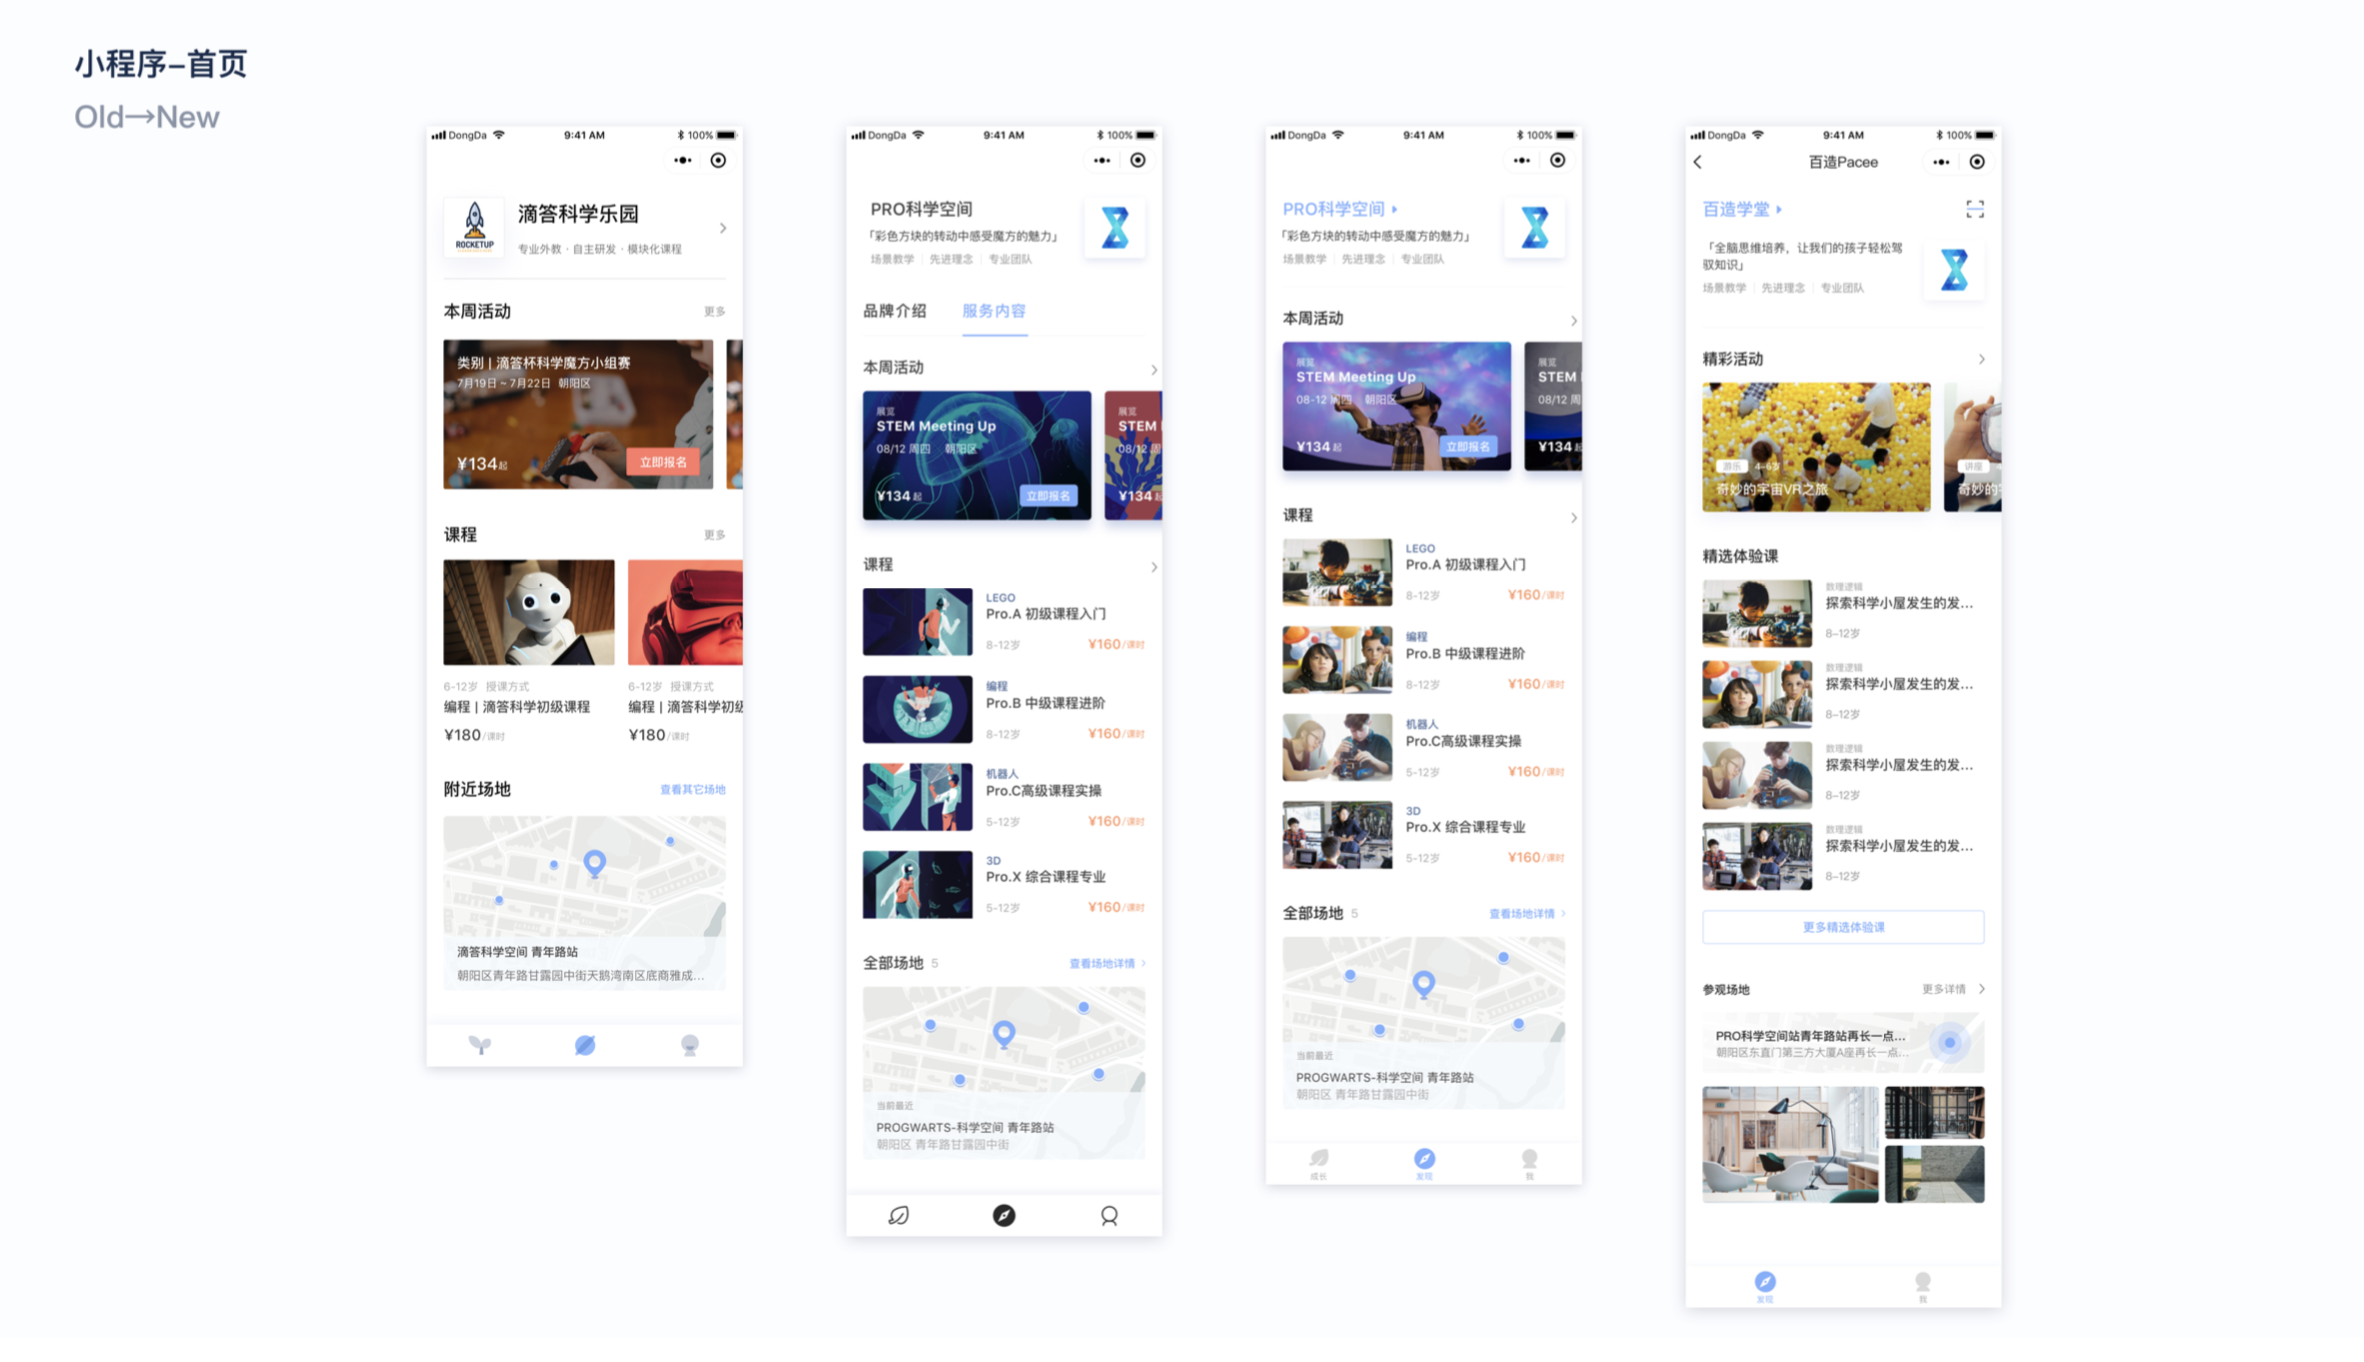 小程序–首页
Old→New
DongDa 9:41 AM 100%
ROCKETUP
滴答科学乐园
专业外教 · 自主研发 · 模块化课程
本周活动 更多
类别 | 滴答杯科学魔方小组赛
7月19日 ~ 7月22日 朝阳区
¥134起 立即报名
课程 更多
6-12岁 授课方式 6-12岁 授课方式
编程 | 滴答科学初级课程 编程 | 滴答科学初级
¥180/课时 ¥180/课时
附近场地 查看其它场地
滴答科学空间 青年路站
朝阳区青年路甘露园中街天鹅湾南区底商雅成...
DongDa 9:41 AM 100%
PRO科学空间
「彩色方块的转动中感受魔方的魅力」
场景教学 | 先进理念 | 专业团队
品牌介绍 服务内容
本周活动
展览 展览
STEM Meeting Up STEM
08/12 周四 朝阳区 08/12 周
¥134起 立即报名 ¥134起
课程
LEGO
Pro.A 初级课程入门
8-12岁 ¥160/课时
编程
Pro.B 中级课程进阶
8-12岁 ¥160/课时
机器人
Pro.C高级课程实操
5-12岁 ¥160/课时
3D
Pro.X 综合课程专业
5-12岁 ¥160/课时
全部场地 5 查看场地详情
当前最近
PROGWARTS-科学空间 青年路站
朝阳区 青年路甘露园中街
DongDa 9:41 AM 100%
PRO科学空间
「彩色方块的转动中感受魔方的魅力」
场景教学 | 先进理念 | 专业团队
本周活动
展览 展览
STEM Meeting Up STEM
08-12 周四 朝阳区 08/12 周
¥134起 立即报名 ¥134起
课程
LEGO
Pro.A 初级课程入门
8-12岁 ¥160/课时
编程
Pro.B 中级课程进阶
8-12岁 ¥160/课时
机器人
Pro.C高级课程实操
5-12岁 ¥160/课时
3D
Pro.X 综合课程专业
5-12岁 ¥160/课时
全部场地 5 查看场地详情
当前最近
PROGWARTS-科学空间 青年路站
朝阳区 青年路甘露园中街
成长 发现 我
DongDa 9:41 AM 100%
百造Pacee
百造学堂
「全脑思维培养，让我们的孩子轻松驾
驭知识」
场景教学 | 先进理念 | 专业团队
精彩活动
游乐 4-6岁 讲座
奇妙的宇宙VR之旅 奇妙的宇
精选体验课
数理逻辑
探索科学小屋发生的发...
8–12岁
数理逻辑
探索科学小屋发生的发...
8–12岁
数理逻辑
探索科学小屋发生的发...
8–12岁
数理逻辑
探索科学小屋发生的发...
8–12岁
更多精选体验课
参观场地 更多详情
PRO科学空间站青年路站再长一点...
朝阳区东直门第三方大厦A座再长一点...
发现 我